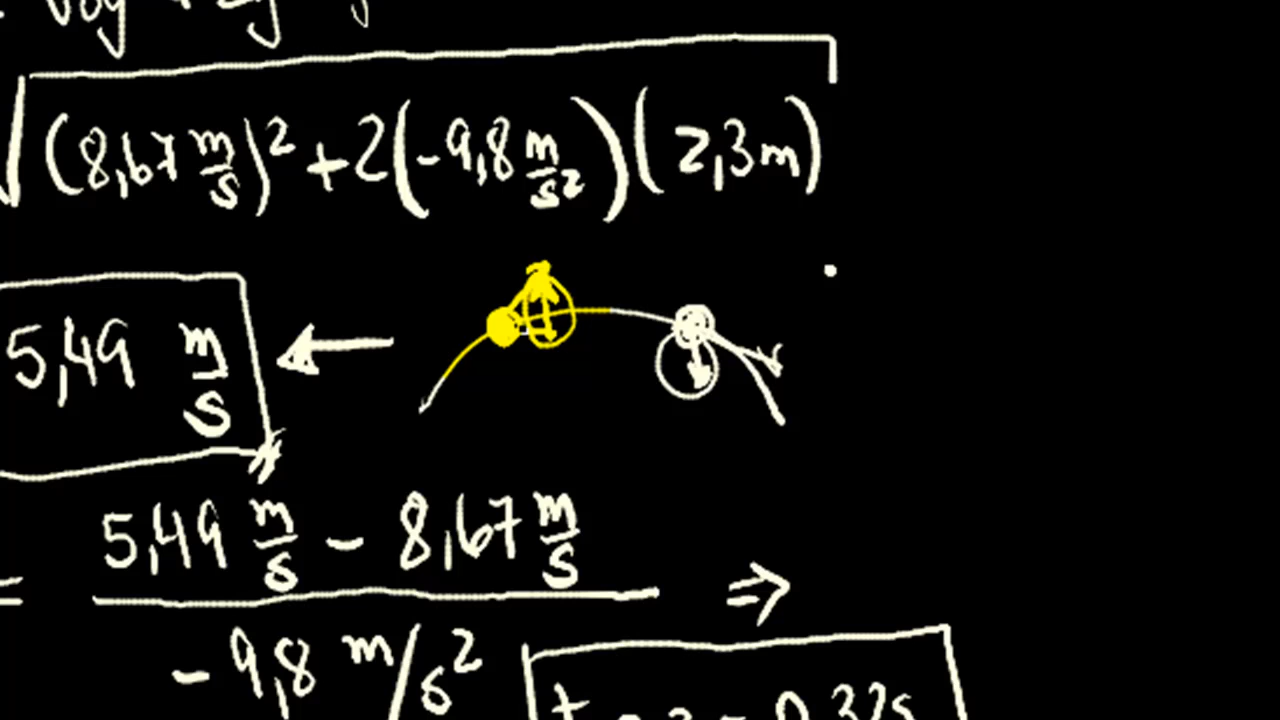 √(8,67 m/s)² + 2(-9,8 m/s²)(2,3m)
5,49 m/s
= 5,49 m/s - 8,67 m/s ⇒
-9,8 m/s²